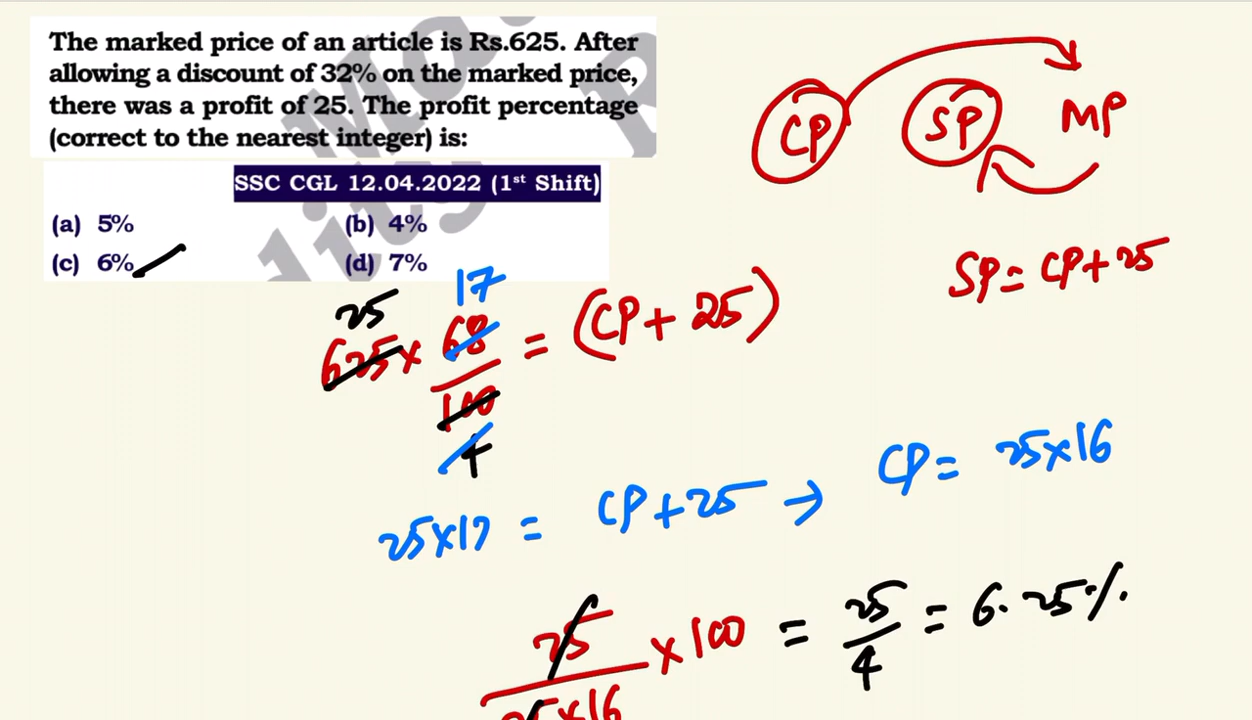 The marked price of an article is Rs.625. After
allowing a discount of 32% on the marked price,
there was a profit of 25. The profit percentage
(correct to the nearest integer) is:
SSC CGL 12.04.2022 (1st Shift)
(a) 5% (b) 4%
(c) 6% (d) 7%
CP SP MP
SP = CP + 25
25 17
625 × 68 = (CP + 25)
100
4
25×17 = CP + 25 → CP = 25×16
25 × 100 = 25 = 6.25%
25×16 4